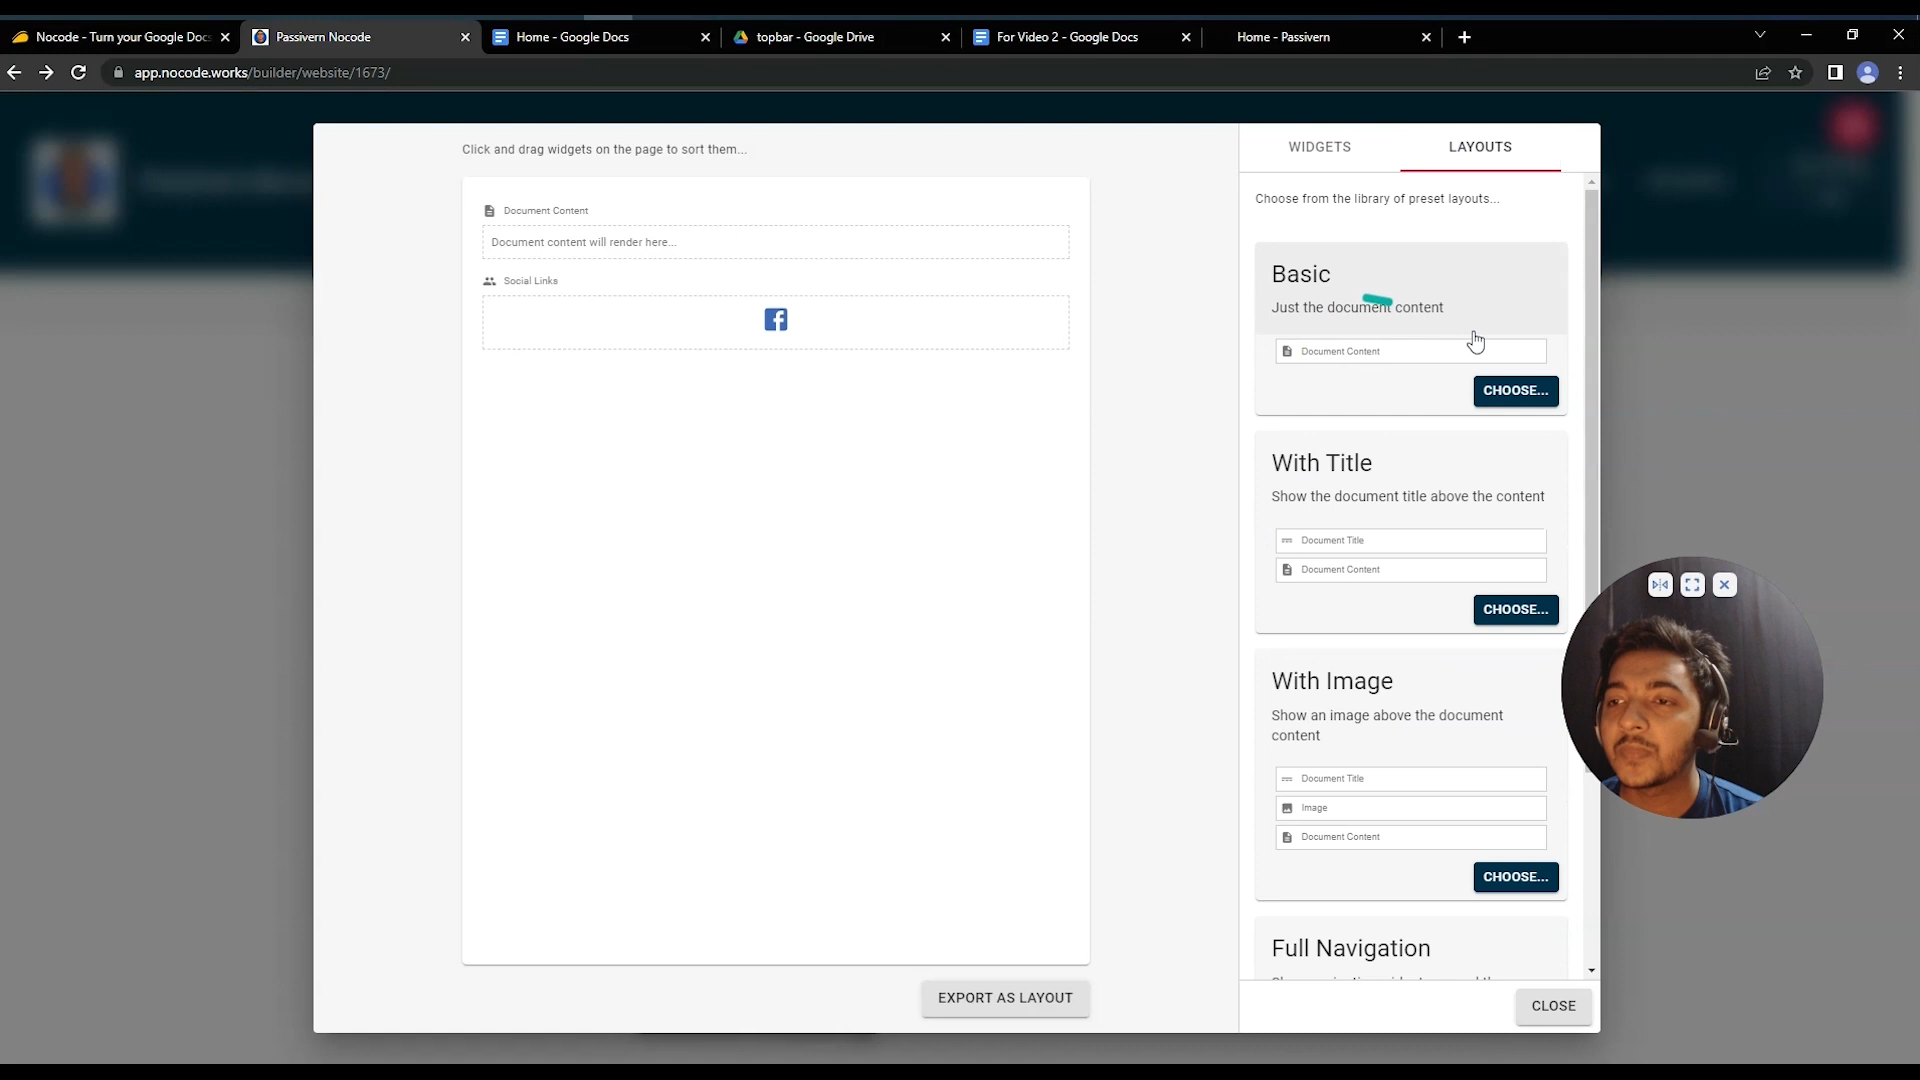 Nocode - Turn your Google Docs
Passivern Nocode
Home - Google Docs
topbar - Google Drive
For Video 2 - Google Docs
Home - Passivern
app.nocode.works/builder/website/1673/
Click and drag widgets on the page to sort them...
Document Content
Document content will render here...
Social Links
EXPORT AS LAYOUT
WIDGETS
LAYOUTS
Choose from the library of preset layouts...
Basic
Just the document content
Document Content
CHOOSE...
With Title
Show the document title above the content
Document Title
Document Content
CHOOSE...
With Image
Show an image above the document
content
Document Title
Image
Document Content
CHOOSE...
Full Navigation
CLOSE